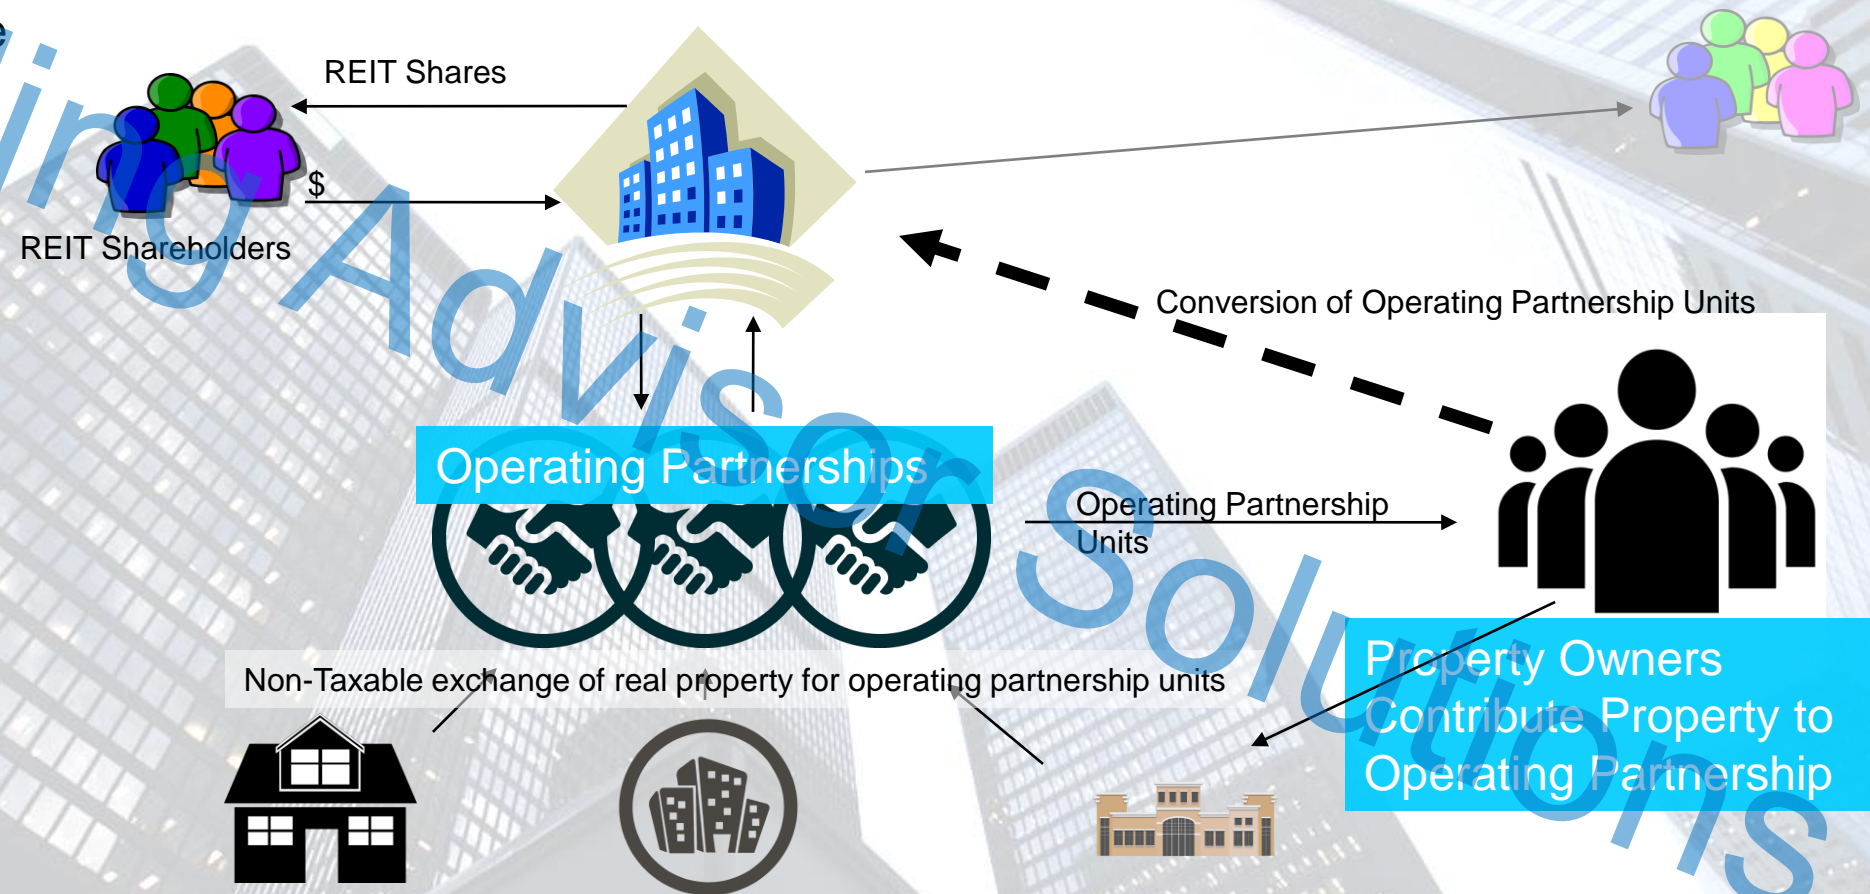 REIT Shares
$
REIT Shareholders
Conversion of Operating Partnership Units
Operating Partnerships
Operating Partnership
Units
Non-Taxable exchange of real property for operating partnership units
Property Owners
Contribute Property to
Operating Partnership
ing Advisor Solutions